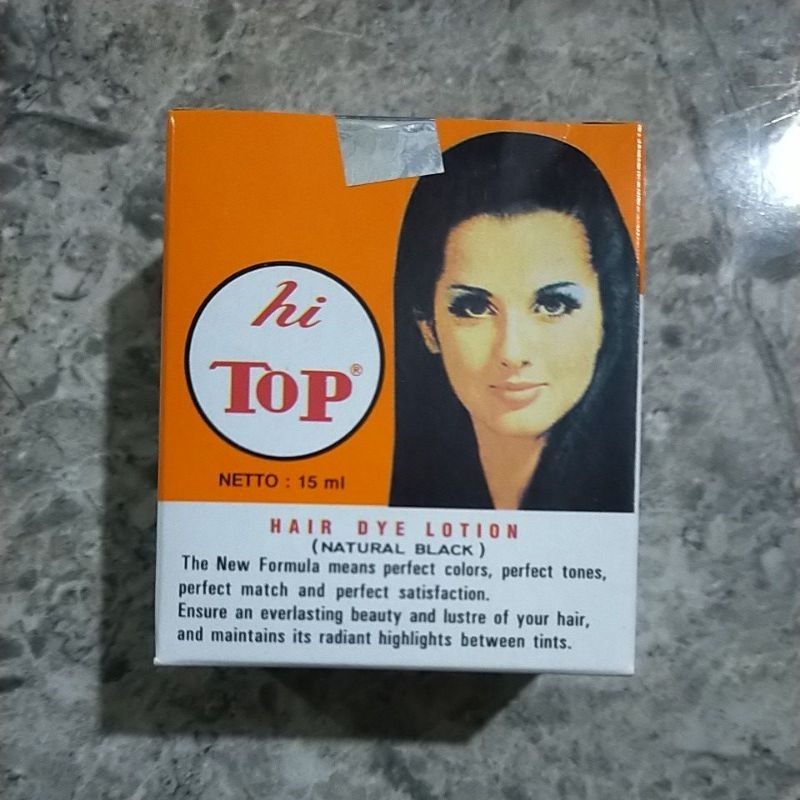 hi
TOP®
NETTO : 15 ml
HAIR DYE LOTION
(NATURAL BLACK)
The New Formula means perfect colors, perfect tones,
perfect match and perfect satisfaction.
Ensure an everlasting beauty and lustre of your hair,
and maintains its radiant highlights between tints.